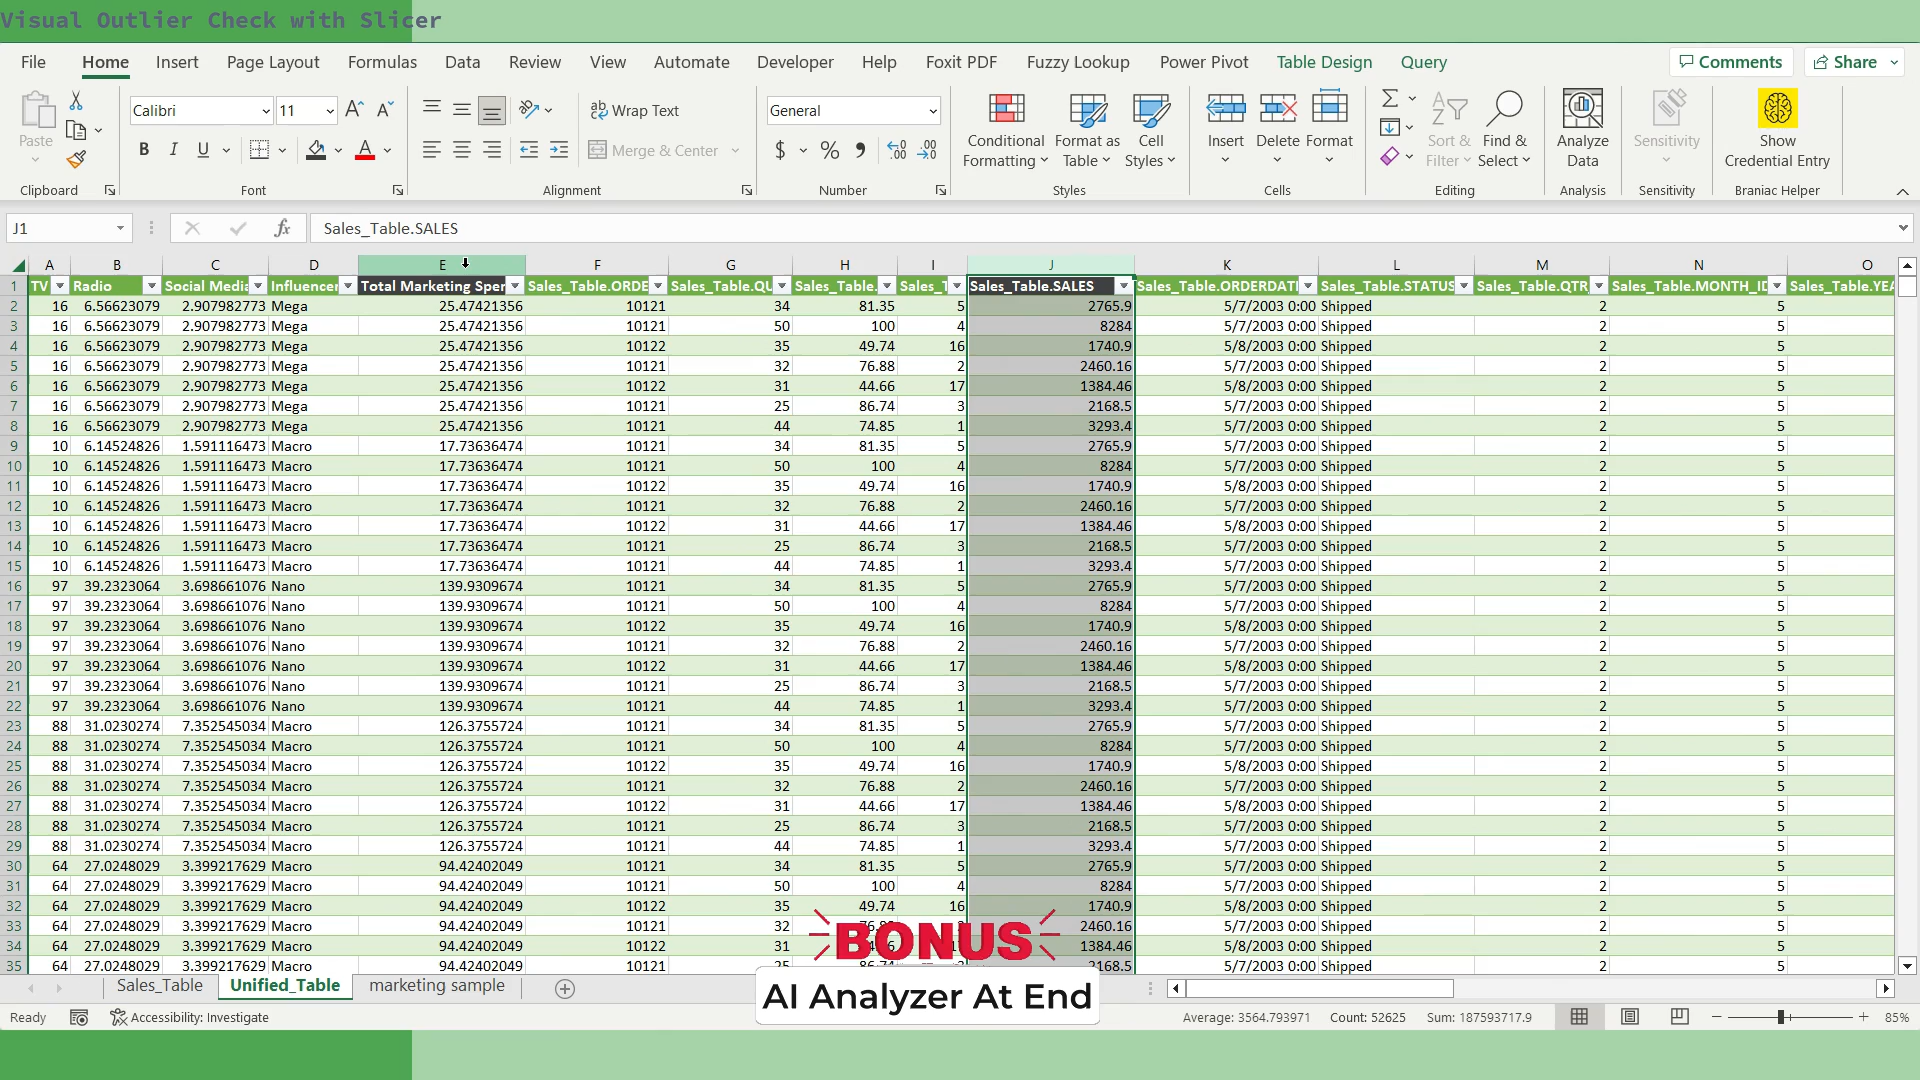 Visual Outlier Check with Slicer
File Home Insert Page Layout Formulas Data Review View Automate Developer Help Foxit PDF Fuzzy Lookup Power Pivot Table Design Query Comments Share
Paste Calibri 11 B I U A Wrap Text Merge & Center General $ % Conditional Formatting Format as Table Cell Styles Insert Delete Format Sort & Filter Find & Select Analyze Data Sensitivity Show Credential Entry
Clipboard Font Alignment Number Styles Cells Editing Analysis Sensitivity Braniac Helper
J1 fx Sales_Table.SALES
A B C D E F G H I J K L M N O
1 TV Radio Social Media Influencer Total Marketing Sper Sales_Table.ORDE Sales_Table.QU Sales_Table. Sales_T Sales_Table.SALES Sales_Table.ORDERDATI Sales_Table.STATUS Sales_Table.QTR Sales_Table.MONTH_ID Sales_Table.YEA
2 16 6.56623079 2.907982773 Mega 25.47421356 10121 34 81.35 5 2765.9 5/7/2003 0:00 Shipped 2 5
3 16 6.56623079 2.907982773 Mega 25.47421356 10121 50 100 4 8284 5/7/2003 0:00 Shipped 2 5
4 16 6.56623079 2.907982773 Mega 25.47421356 10122 35 49.74 16 1740.9 5/8/2003 0:00 Shipped 2 5
5 16 6.56623079 2.907982773 Mega 25.47421356 10121 32 76.88 2 2460.16 5/7/2003 0:00 Shipped 2 5
6 16 6.56623079 2.907982773 Mega 25.47421356 10122 31 44.66 17 1384.46 5/8/2003 0:00 Shipped 2 5
7 16 6.56623079 2.907982773 Mega 25.47421356 10121 25 86.74 3 2168.5 5/7/2003 0:00 Shipped 2 5
8 16 6.56623079 2.907982773 Mega 25.47421356 10121 44 74.85 1 3293.4 5/7/2003 0:00 Shipped 2 5
9 10 6.14524826 1.591116473 Macro 17.73636474 10121 34 81.35 5 2765.9 5/7/2003 0:00 Shipped 2 5
10 10 6.14524826 1.591116473 Macro 17.73636474 10121 50 100 4 8284 5/7/2003 0:00 Shipped 2 5
11 10 6.14524826 1.591116473 Macro 17.73636474 10122 35 49.74 16 1740.9 5/8/2003 0:00 Shipped 2 5
12 10 6.14524826 1.591116473 Macro 17.73636474 10121 32 76.88 2 2460.16 5/7/2003 0:00 Shipped 2 5
13 10 6.14524826 1.591116473 Macro 17.73636474 10122 31 44.66 17 1384.46 5/8/2003 0:00 Shipped 2 5
14 10 6.14524826 1.591116473 Macro 17.73636474 10121 25 86.74 3 2168.5 5/7/2003 0:00 Shipped 2 5
15 10 6.14524826 1.591116473 Macro 17.73636474 10121 44 74.85 1 3293.4 5/7/2003 0:00 Shipped 2 5
16 97 39.2323064 3.698661076 Nano 139.9309674 10121 34 81.35 5 2765.9 5/7/2003 0:00 Shipped 2 5
17 97 39.2323064 3.698661076 Nano 139.9309674 10121 50 100 4 8284 5/7/2003 0:00 Shipped 2 5
18 97 39.2323064 3.698661076 Nano 139.9309674 10122 35 49.74 16 1740.9 5/8/2003 0:00 Shipped 2 5
19 97 39.2323064 3.698661076 Nano 139.9309674 10121 32 76.88 2 2460.16 5/7/2003 0:00 Shipped 2 5
20 97 39.2323064 3.698661076 Nano 139.9309674 10122 31 44.66 17 1384.46 5/8/2003 0:00 Shipped 2 5
21 97 39.2323064 3.698661076 Nano 139.9309674 10121 25 86.74 3 2168.5 5/7/2003 0:00 Shipped 2 5
22 97 39.2323064 3.698661076 Nano 139.9309674 10121 44 74.85 1 3293.4 5/7/2003 0:00 Shipped 2 5
23 88 31.0230274 7.352545034 Macro 126.3755724 10121 34 81.35 5 2765.9 5/7/2003 0:00 Shipped 2 5
24 88 31.0230274 7.352545034 Macro 126.3755724 10121 50 100 4 8284 5/7/2003 0:00 Shipped 2 5
25 88 31.0230274 7.352545034 Macro 126.3755724 10122 35 49.74 16 1740.9 5/8/2003 0:00 Shipped 2 5
26 88 31.0230274 7.352545034 Macro 126.3755724 10121 32 76.88 2 2460.16 5/7/2003 0:00 Shipped 2 5
27 88 31.0230274 7.352545034 Macro 126.3755724 10122 31 44.66 17 1384.46 5/8/2003 0:00 Shipped 2 5
28 88 31.0230274 7.352545034 Macro 126.3755724 10121 25 86.74 3 2168.5 5/7/2003 0:00 Shipped 2 5
29 88 31.0230274 7.352545034 Macro 126.3755724 10121 44 74.85 1 3293.4 5/7/2003 0:00 Shipped 2 5
30 64 27.0248029 3.399217629 Macro 94.42402049 10121 34 81.35 5 2765.9 5/7/2003 0:00 Shipped 2 5
31 64 27.0248029 3.399217629 Macro 94.42402049 10121 50 100 4 8284 5/7/2003 0:00 Shipped 2 5
32 64 27.0248029 3.399217629 Macro 94.42402049 10122 35 49.74 16 1740.9 5/8/2003 0:00 Shipped 2 5
33 64 27.0248029 3.399217629 Macro 94.42402049 10121 32 2460.16 5/7/2003 0:00 Shipped 2 5
34 64 27.0248029 3.399217629 Macro 94.42402049 10122 31 1384.46 5/8/2003 0:00 Shipped 2 5
35 64 27.0248029 3.399217629 Macro 94.42402049 10121 25 2168.5 5/7/2003 0:00 Shipped 2 5
BONUS
AI Analyzer At End
Sales_Table Unified_Table marketing sample
Ready Accessibility: Investigate Average: 3564.793971 Count: 52625 Sum: 187593717.9 85%